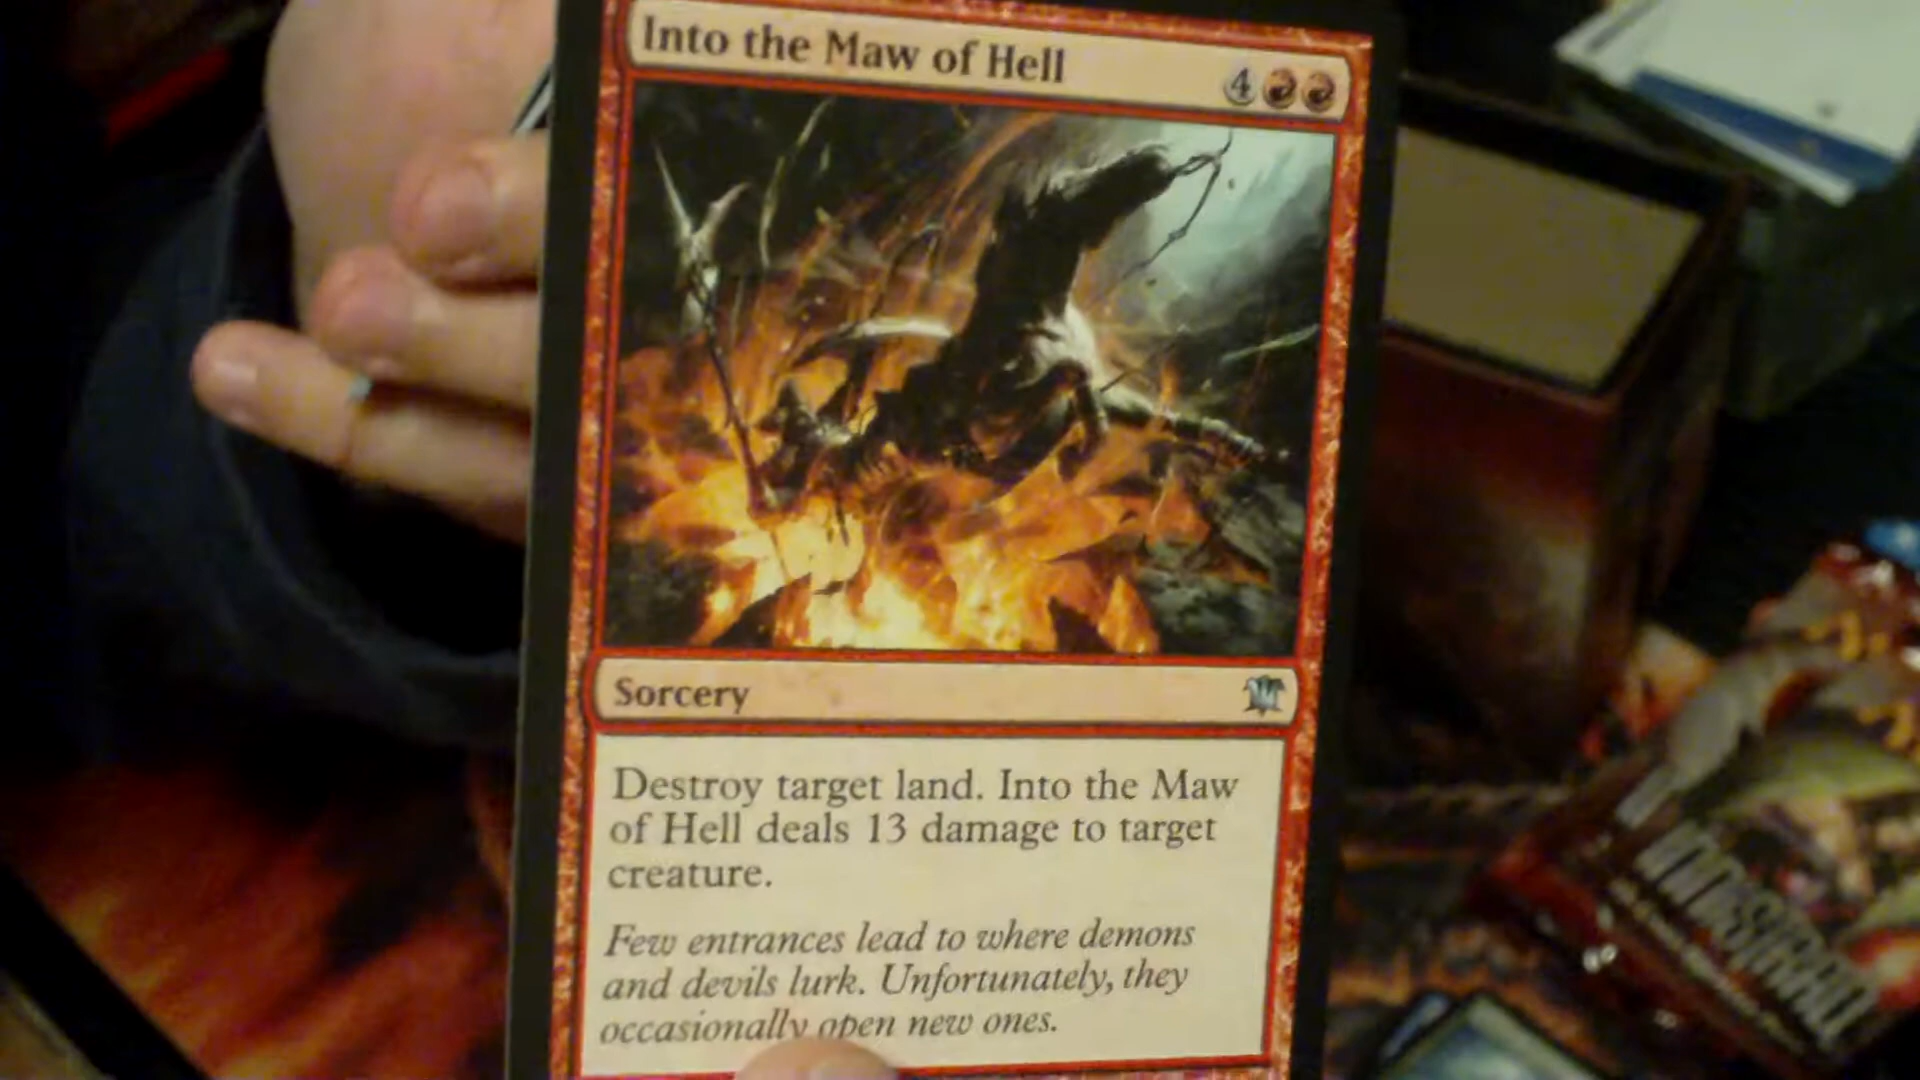 Into the Maw of Hell
4
Sorcery
Destroy target land. Into the Maw
of Hell deals 13 damage to target
creature.
Few entrances lead to where demons
and devils lurk. Unfortunately, they
occasionally open new ones.
INNISTRAD